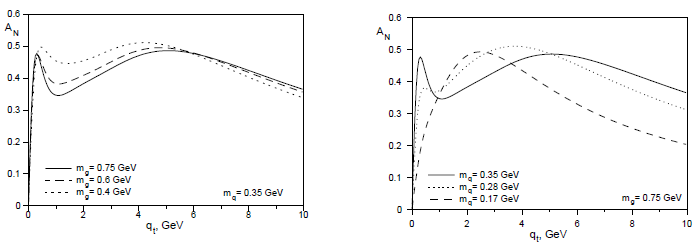 0.6
A_N
0.5
0.4
0.3
0.2
0.1
0
m_g= 0.75 GeV
m_g= 0.6 GeV
m_g= 0.4 GeV
m_q= 0.35 GeV
0 2 4 6 8 10
q_t, GeV
0.6
A_N
0.5
0.4
0.3
0.2
0.1
0
m_q= 0.35 GeV
m_q= 0.28 GeV
m_q= 0.17 GeV
m_g= 0.75 GeV
0 2 4 6 8 10
q_t, GeV